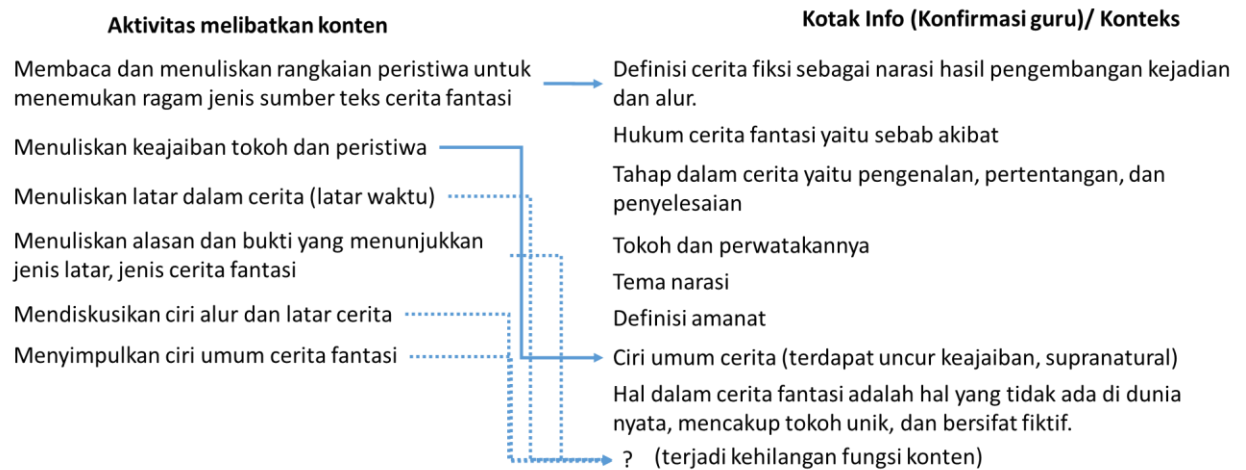 Aktivitas melibatkan konten
Membaca dan menuliskan rangkaian peristiwa untuk
menemukan ragam jenis sumber teks cerita fantasi
Menuliskan keajaiban tokoh dan peristiwa
Menuliskan latar dalam cerita (latar waktu)
Menuliskan alasan dan bukti yang menunjukkan
jenis latar, jenis cerita fantasi
Mendiskusikan ciri alur dan latar cerita
Menyimpulkan ciri umum cerita fantasi
Kotak Info (Konfirmasi guru)/ Konteks
Definisi cerita fiksi sebagai narasi hasil pengembangan kejadian
dan alur.
Hukum cerita fantasi yaitu sebab akibat
Tahap dalam cerita yaitu pengenalan, pertentangan, dan
penyelesaian
Tokoh dan perwatakannya
Tema narasi
Definisi amanat
Ciri umum cerita (terdapat uncur keajaiban, supranatural)
Hal dalam cerita fantasi adalah hal yang tidak ada di dunia
nyata, mencakup tokoh unik, dan bersifat fiktif.
? (terjadi kehilangan fungsi konten)